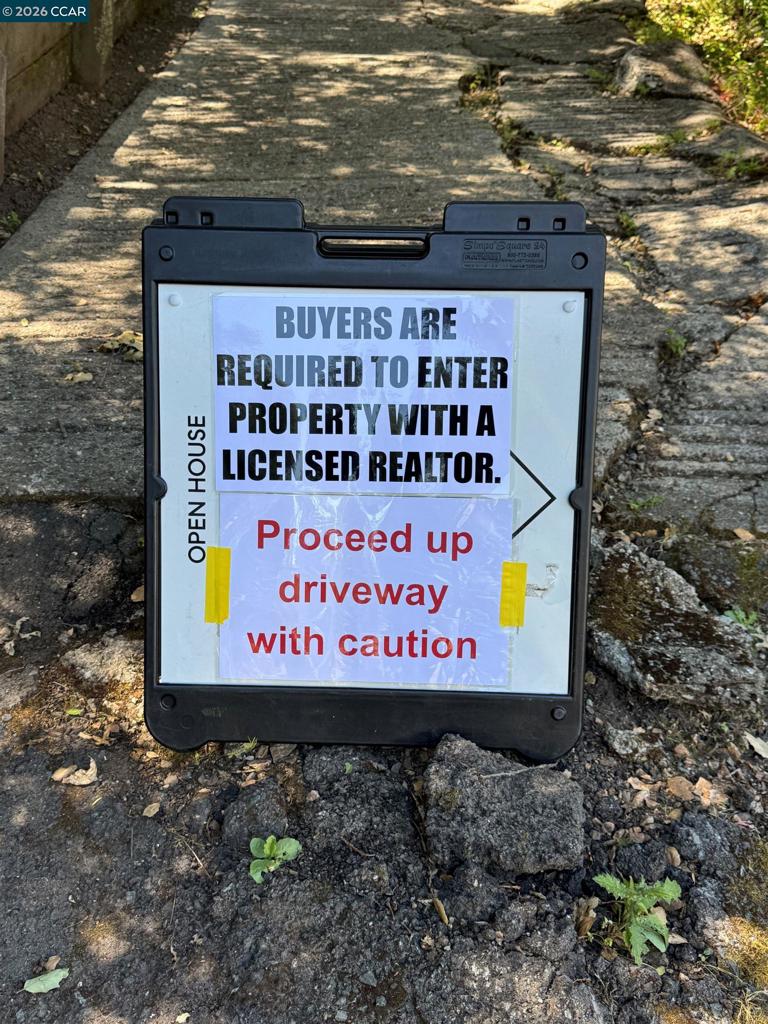 © 2026 CCAR
Simpo Square 24
BUYERS ARE
REQUIRED TO ENTER
PROPERTY WITH A
LICENSED REALTOR.
OPEN HOUSE
Proceed up
driveway
with caution